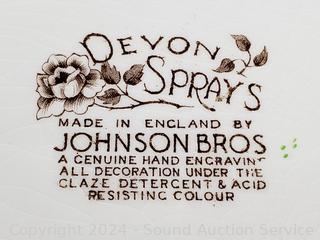 DEVON
SPRAYS
MADE IN ENGLAND BY
JOHNSON BROS
A GENUINE HAND ENGRAVING
ALL DECORATION UNDER THE
GLAZE DETERGENT & ACID
RESISTING COLOUR
Copyright 2024 - Sound Auction Service